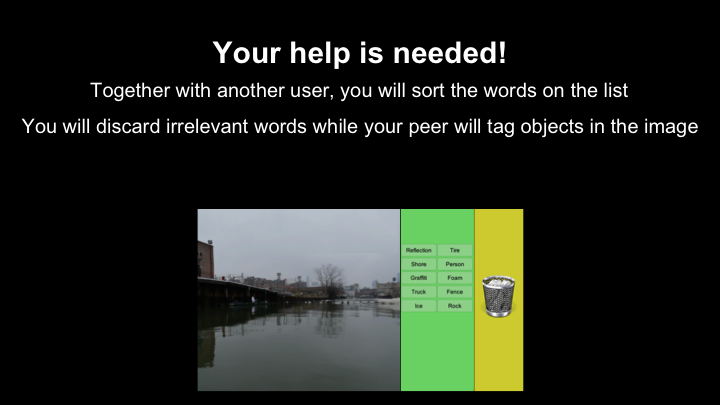 Your help is needed!
Together with another user, you will sort the words on the list
You will discard irrelevant words while your peer will tag objects in the image
Reflection Tire
Shore Person
Graffiti Foam
Truck Fence
Ice Rock